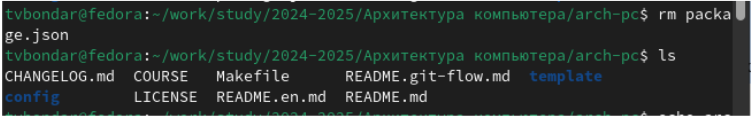 tvbondar@fedora:~/work/study/2024-2025/Архитектура компьютера/arch-pc$ rm packa
ge.json
tvbondar@fedora:~/work/study/2024-2025/Архитектура компьютера/arch-pc$ ls
CHANGELOG.md  COURSE   Makefile      README.git-flow.md  template
config        LICENSE  README.en.md  README.md